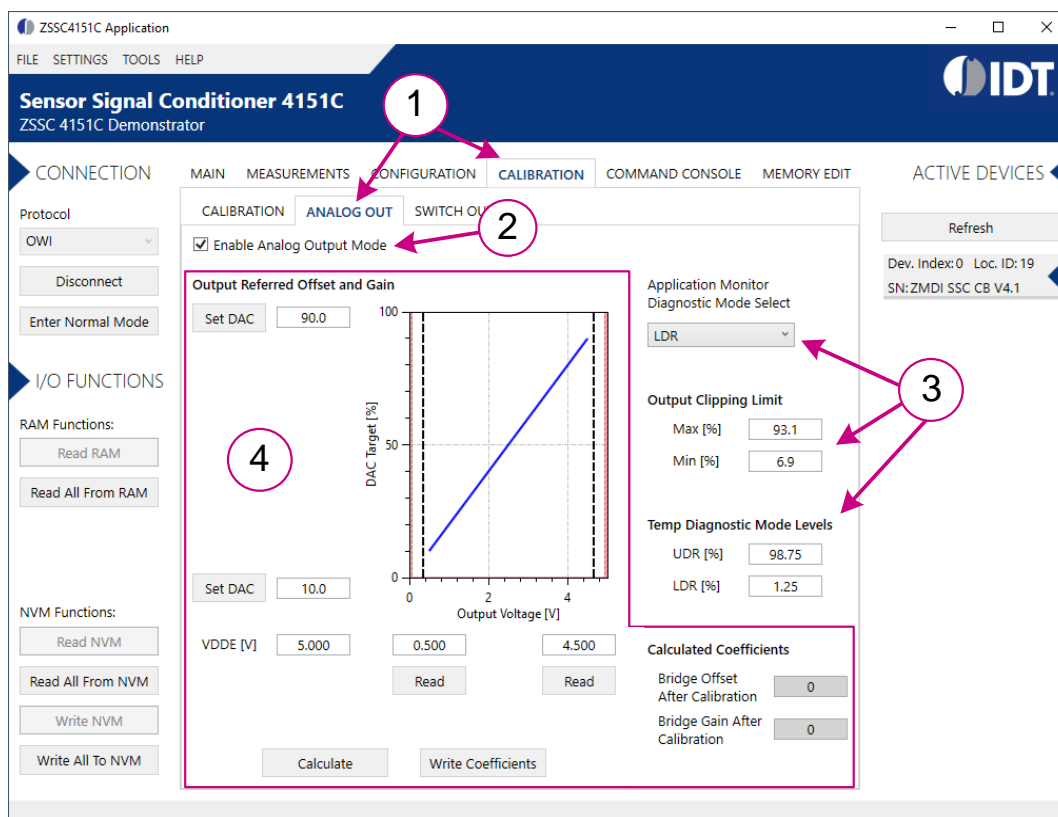 ZSSC4151C Application
FILE SETTINGS TOOLS HELP
IDT.
Sensor Signal Conditioner 4151C
ZSSC 4151C Demonstrator
1
CONNECTION
MAIN MEASUREMENTS CONFIGURATION CALIBRATION COMMAND CONSOLE MEMORY EDIT
ACTIVE DEVICES
Protocol
OWI
Disconnect
Enter Normal Mode
I/O FUNCTIONS
RAM Functions:
Read RAM
Read All From RAM
NVM Functions:
Read NVM
Read All From NVM
Write NVM
Write All To NVM
CALIBRATION ANALOG OUT SWITCH OU
2
Enable Analog Output Mode
Output Referred Offset and Gain
Set DAC 90.0
4
Set DAC 10.0
100
50
0
DAC Target [%]
0 2 4
Output Voltage [V]
VDDE [V] 5.000 0.500 4.500
Read Read
Calculate Write Coefficients
Application Monitor
Diagnostic Mode Select
LDR
3
Output Clipping Limit
Max [%] 93.1
Min [%] 6.9
Temp Diagnostic Mode Levels
UDR [%] 98.75
LDR [%] 1.25
Calculated Coefficients
Bridge Offset
After Calibration
0
Bridge Gain After
Calibration
0
Refresh
Dev. Index: 0 Loc. ID: 19
SN: ZMDI SSC CB V4.1